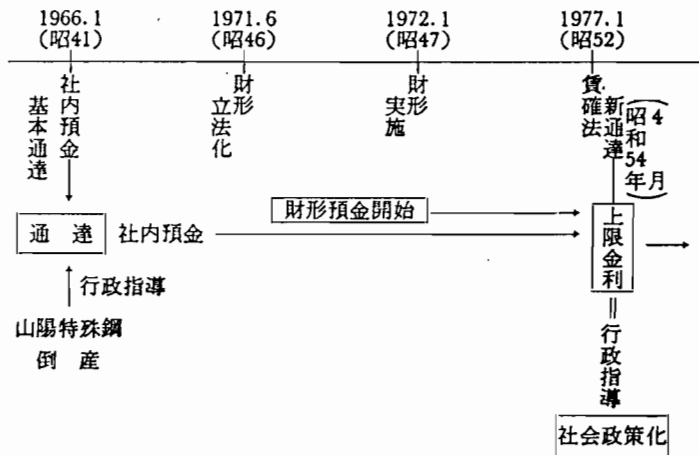 1966.1
(昭41)
1971.6
(昭46)
1972.1
(昭47)
1977.1
(昭52)
社内預金
基本通達
財形
立法化
財形
実施
賃確法
新通達
(昭和54年4月)
通達
社内預金
財形預金開始
上限金利
行政指導
山陽特殊鋼
倒産
行政指導
社会政策化